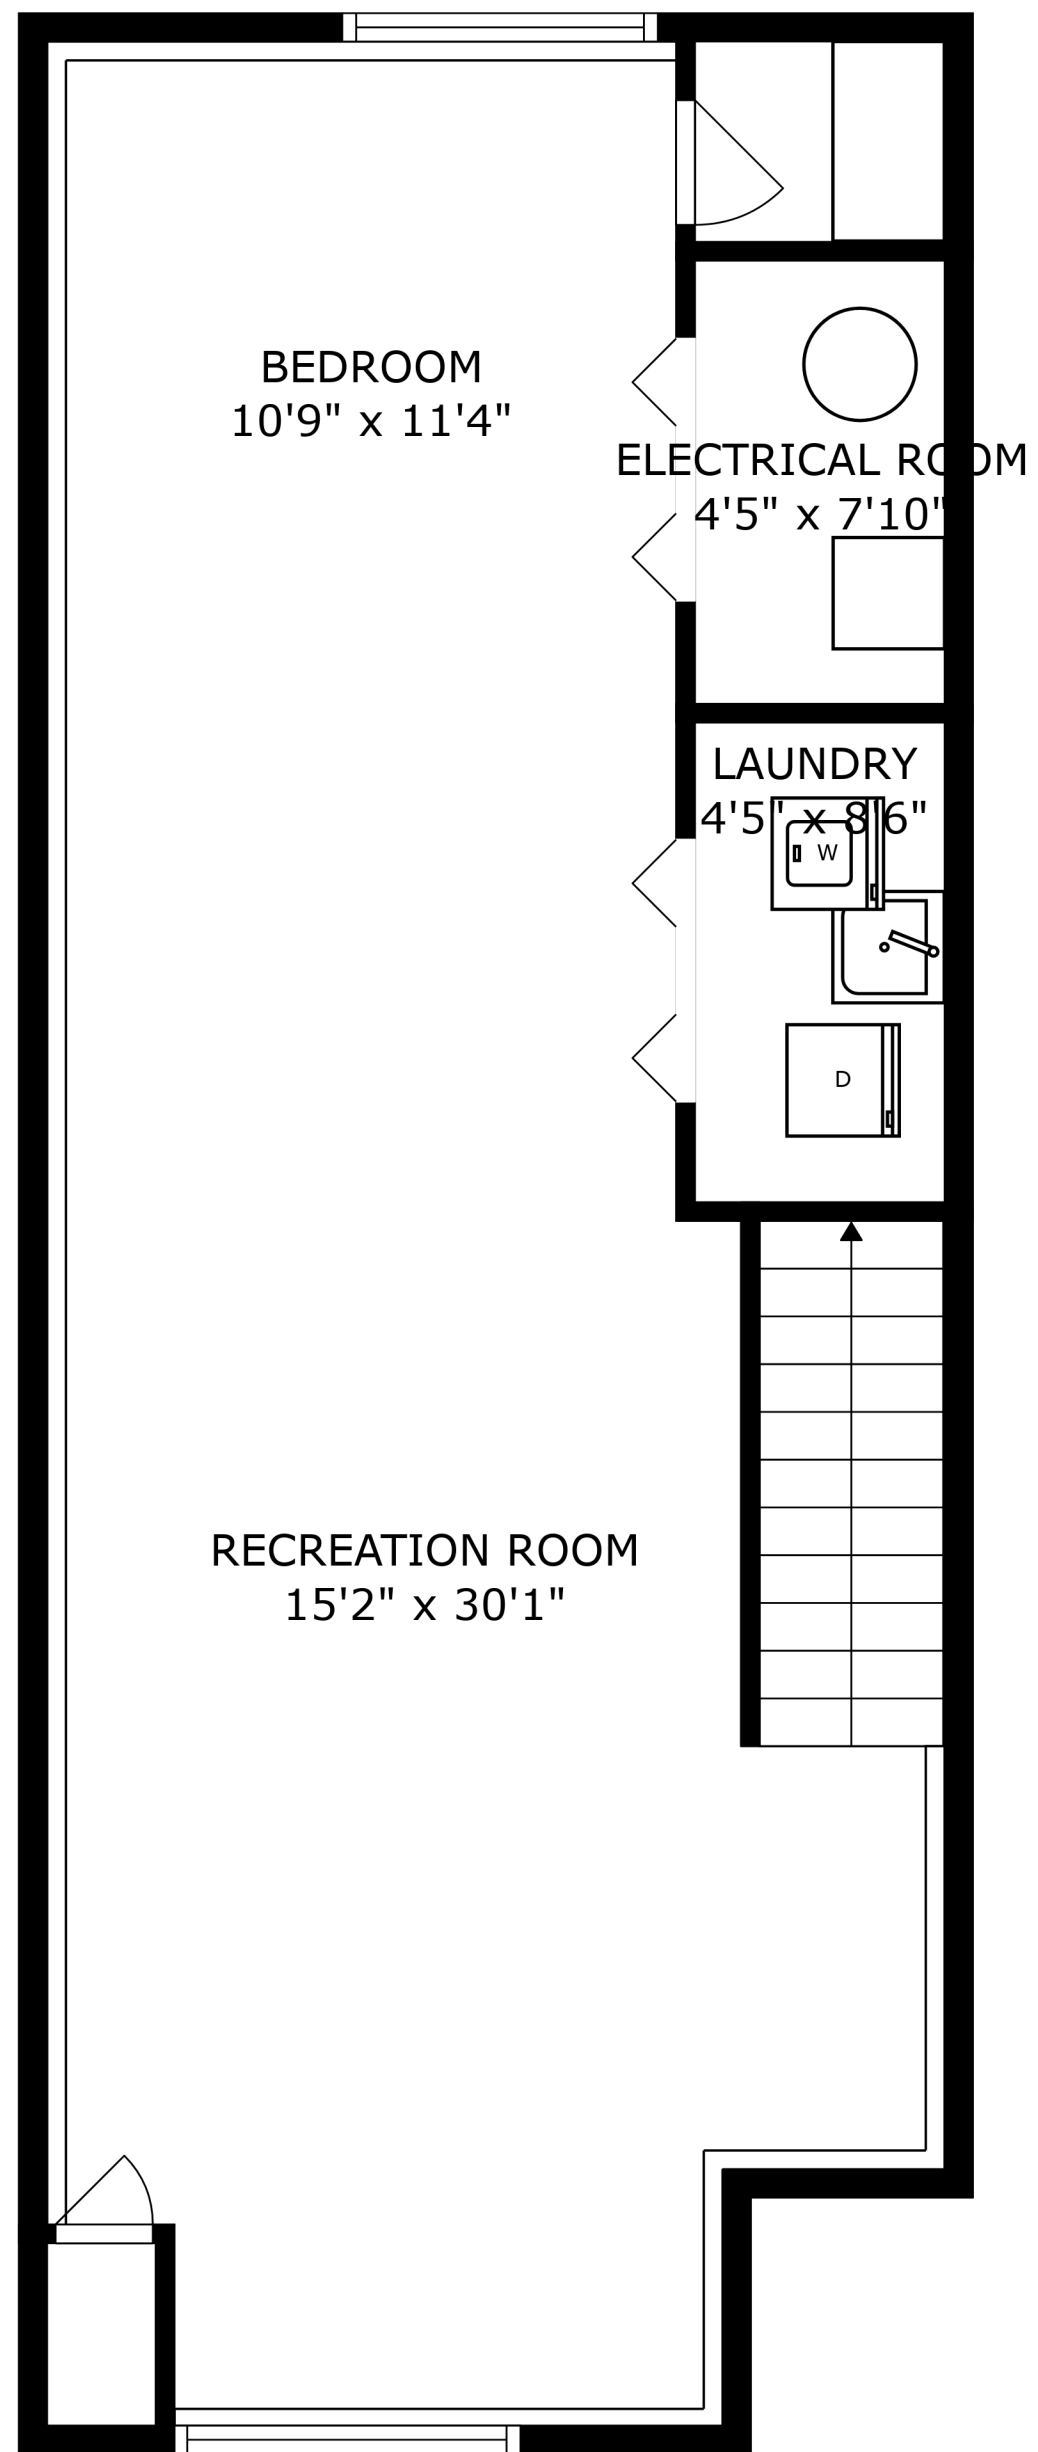 BEDROOM
10'9" x 11'4"
ELECTRICAL ROOM
4'5" x 7'10"
LAUNDRY
4'5" x 8'6"
W
D
RECREATION ROOM
15'2" x 30'1"